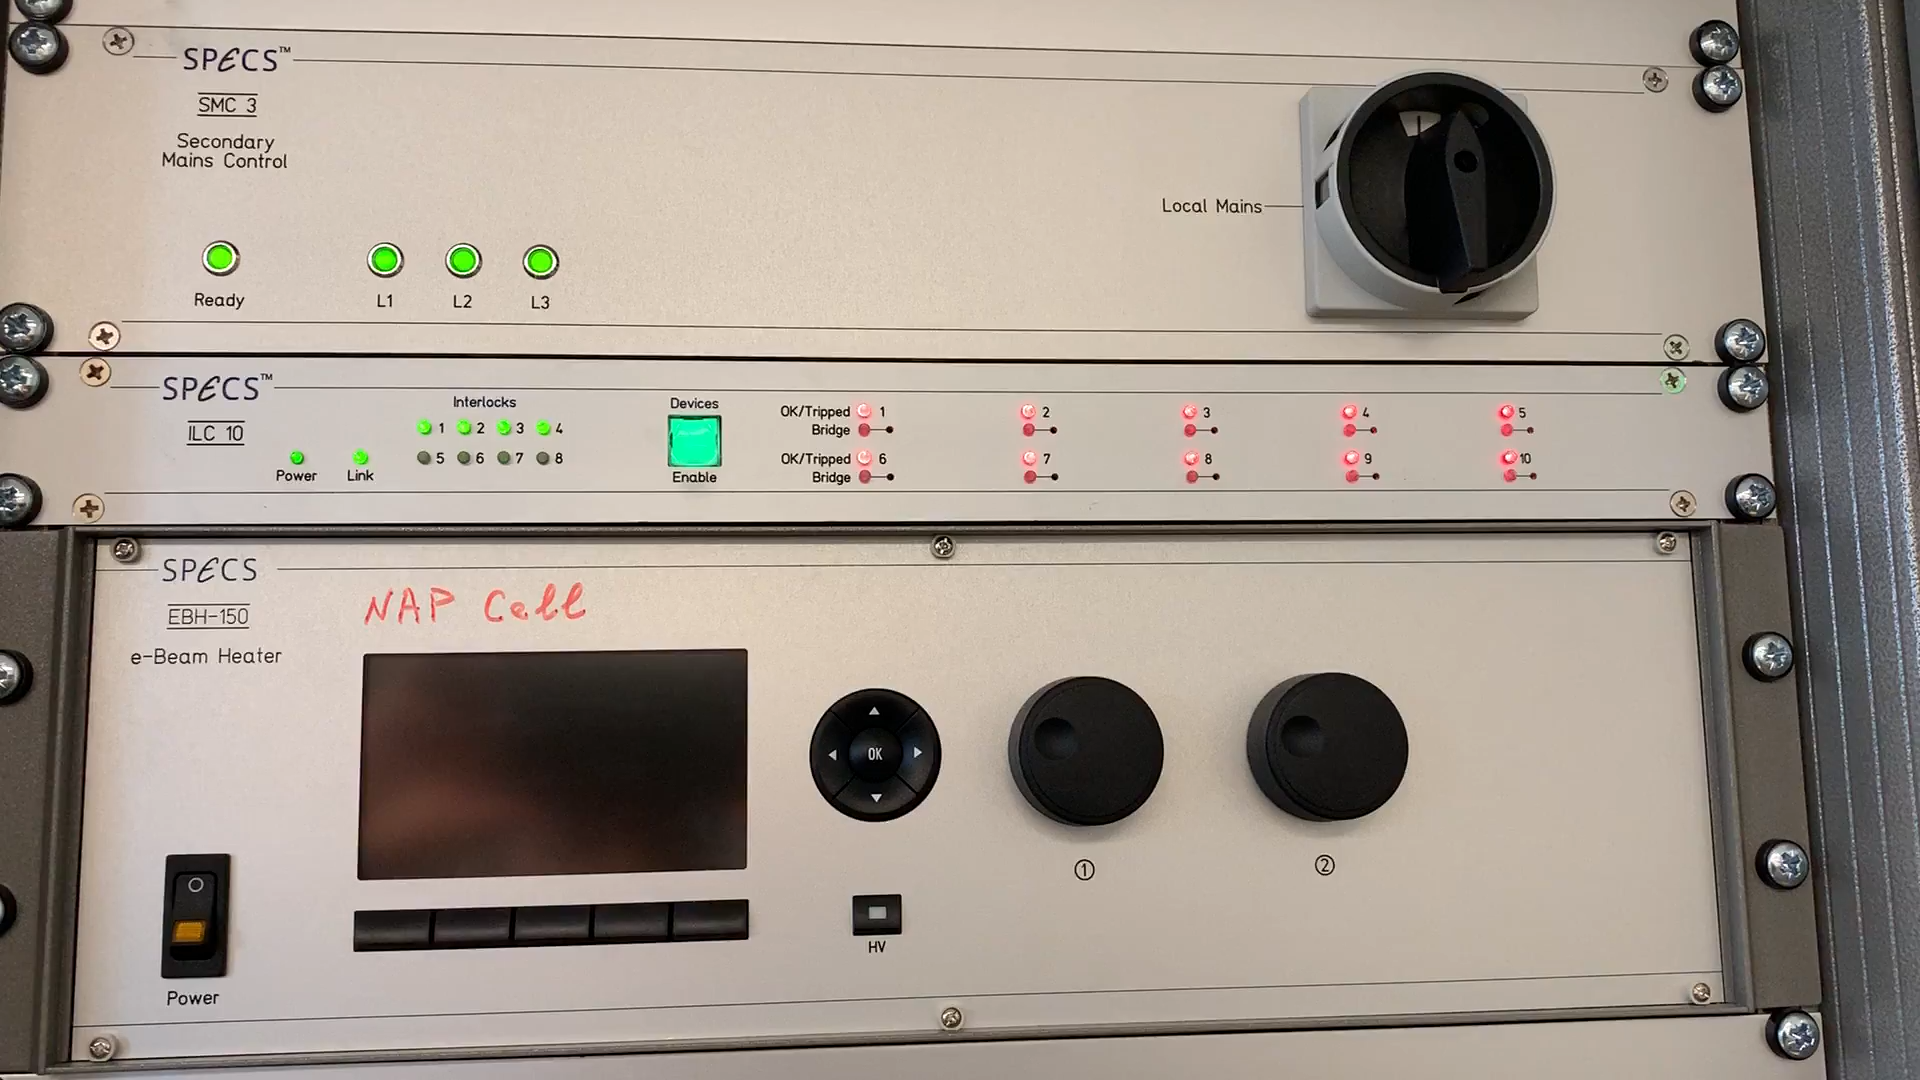 SPECS™
SMC 3
Secondary
Mains Control
Local Mains
Ready
L1
L2
L3
SPECS™
ILC 10
Power
Link
Interlocks
1 2 3 4
5 6 7 8
Devices
Enable
OK/Tripped 1 2 3 4 5
Bridge
OK/Tripped 6 7 8 9 10
Bridge
SPECS
EBH-150
e-Beam Heater
NAP Cell
OK
1
2
HV
Power